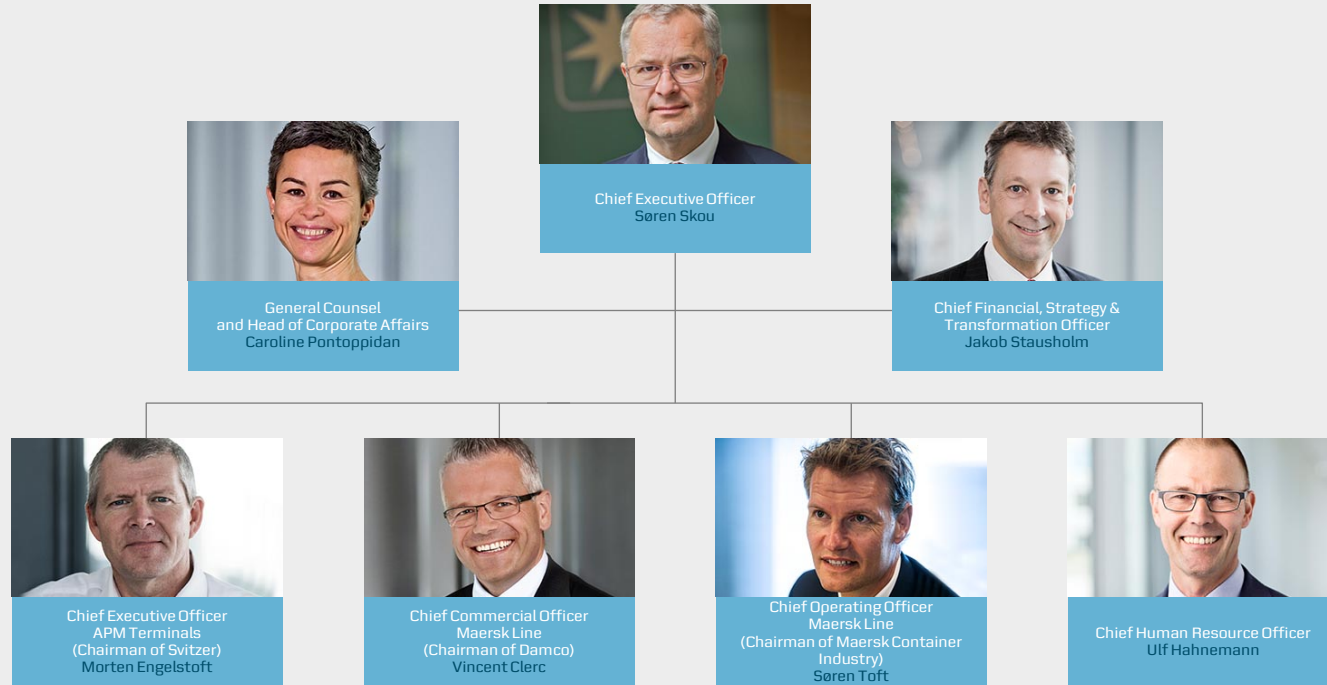 Chief Executive Officer
Søren Skou
General Counsel
and Head of Corporate Affairs
Caroline Pontoppidan
Chief Financial, Strategy &
Transformation Officer
Jakob Stausholm
Chief Executive Officer
APM Terminals
(Chairman of Svitzer)
Morten Engelstoft
Chief Commercial Officer
Maersk Line
(Chairman of Damco)
Vincent Clerc
Chief Operating Officer
Maersk Line
(Chairman of Maersk Container
Industry)
Søren Toft
Chief Human Resource Officer
Ulf Hahnemann